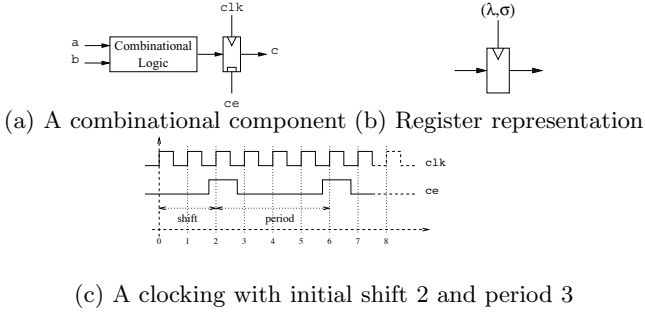 clk
(λ,σ)
a
b
Combinational
Logic
c
ce
(a) A combinational component (b) Register representation
clk
ce
shift
period
0 1 2 3 4 5 6 7 8
(c) A clocking with initial shift 2 and period 3